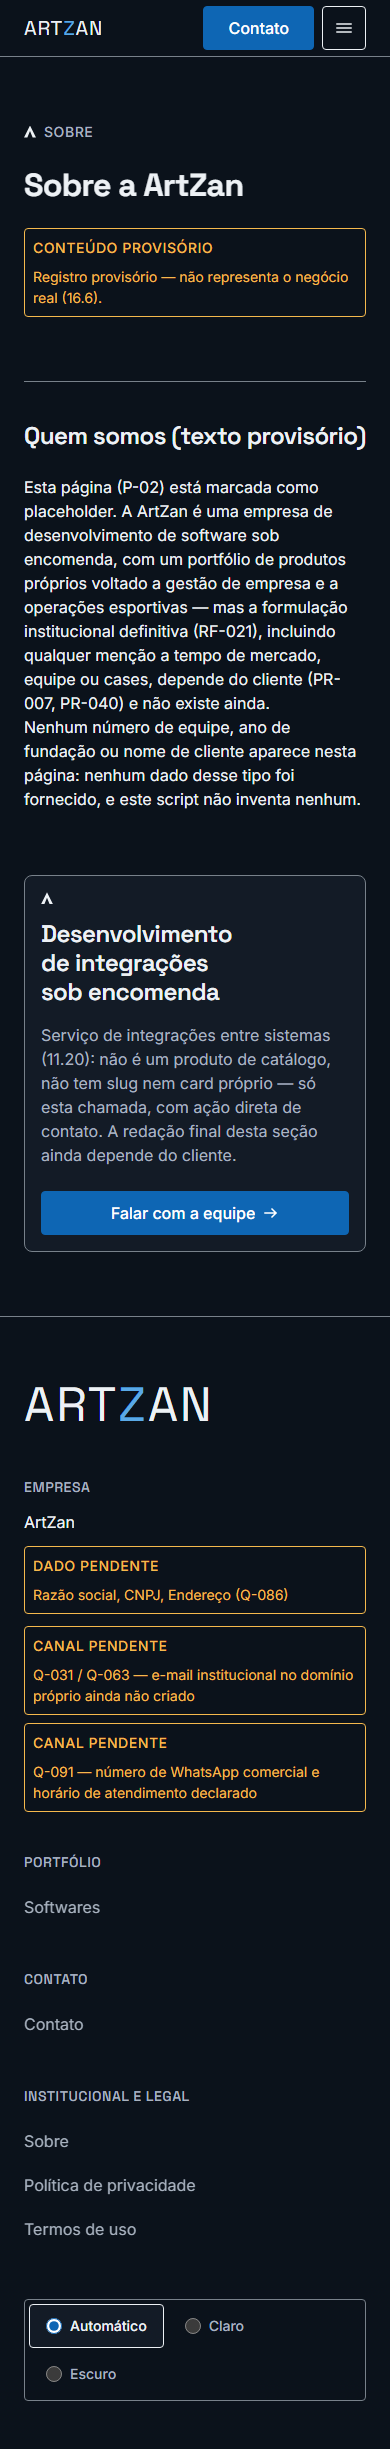 ARTZAN
Contato
SOBRE
Sobre a ArtZan
CONTEÚDO PROVISÓRIO
Registro provisório — não representa o negócio
real (16.6).
Quem somos (texto provisório)
Esta página (P-02) está marcada como
placeholder. A ArtZan é uma empresa de
desenvolvimento de software sob
encomenda, com um portfólio de produtos
próprios voltado a gestão de empresa e a
operações esportivas — mas a formulação
institucional definitiva (RF-021), incluindo
qualquer menção a tempo de mercado,
equipe ou cases, depende do cliente (PR-
007, PR-040) e não existe ainda.
Nenhum número de equipe, ano de
fundação ou nome de cliente aparece nesta
página: nenhum dado desse tipo foi
fornecido, e este script não inventa nenhum.
Desenvolvimento
de integrações
sob encomenda
Serviço de integrações entre sistemas
(11.20): não é um produto de catálogo,
não tem slug nem card próprio — só
esta chamada, com ação direta de
contato. A redação final desta seção
ainda depende do cliente.
Falar com a equipe →
ARTZAN
EMPRESA
ArtZan
DADO PENDENTE
Razão social, CNPJ, Endereço (Q-086)
CANAL PENDENTE
Q-031 / Q-063 — e-mail institucional no domínio
próprio ainda não criado
CANAL PENDENTE
Q-091 — número de WhatsApp comercial e
horário de atendimento declarado
PORTFÓLIO
Softwares
CONTATO
Contato
INSTITUCIONAL E LEGAL
Sobre
Política de privacidade
Termos de uso
Automático
Claro
Escuro